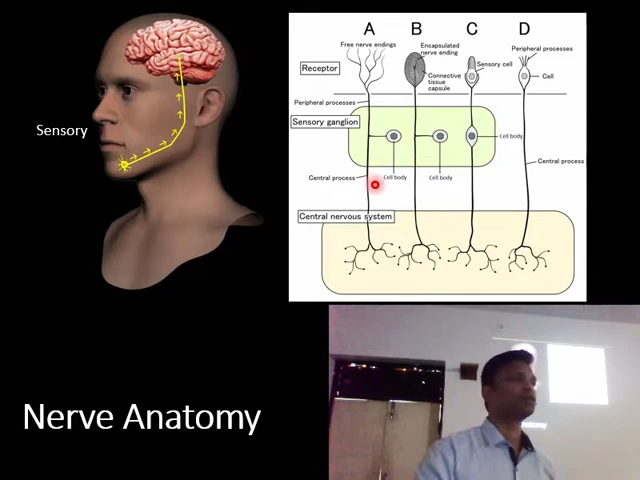 Sensory
A B C D
Free nerve endings
Encapsulated
nerve ending
Peripheral processes
Receptor
Sensory cell
Connective
tissue
capsule
Cell
Peripheral processes
Sensory ganglion
Cell body
Central process
Cell body
Cell body
Central process
Central nervous system
Nerve Anatomy